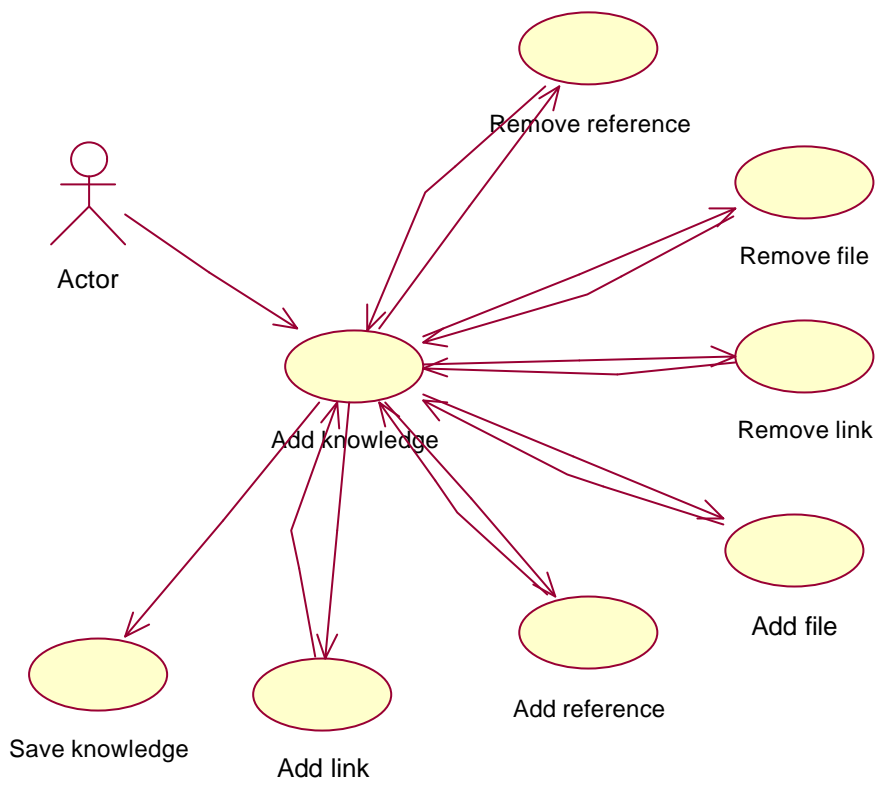 Remove reference
Remove file
Actor
Remove link
Add knowledge
Add file
Add reference
Save knowledge
Add link